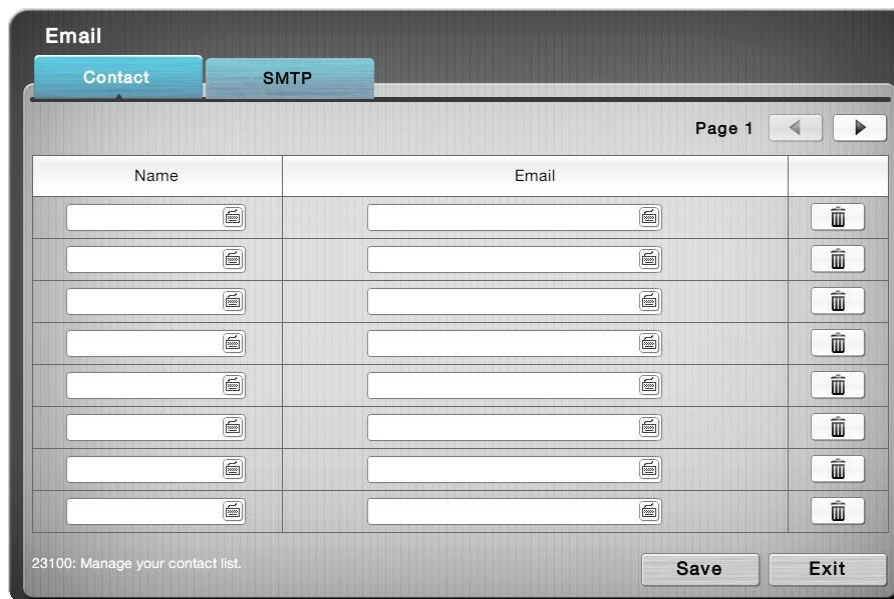 Email
Contact SMTP
Page 1
Name Email
23100: Manage your contact list.
Save Exit